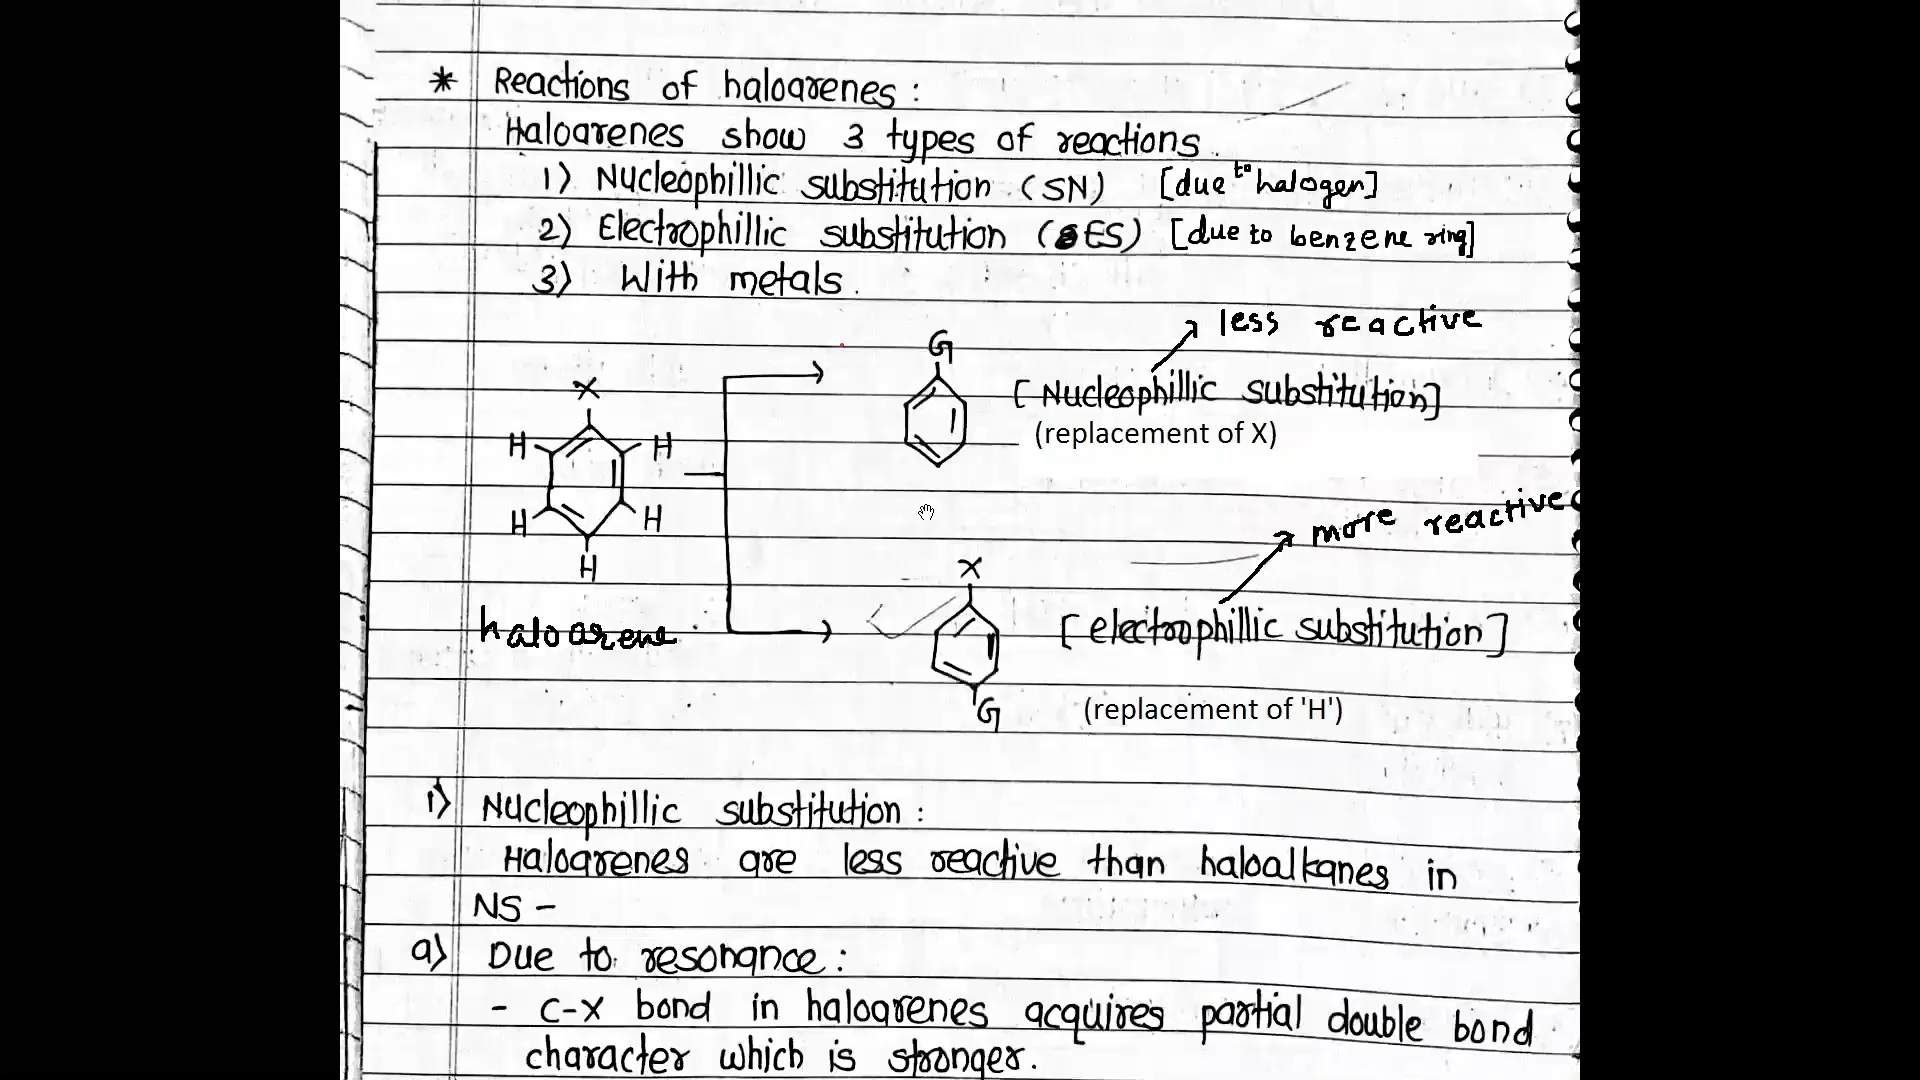 * Reactions of haloarenes :
Haloarenes show 3 types of reactions.
1) Nucleophillic substitution (SN) [due to halogen]
2) Electrophillic substitution (ES) [due to benzene ring]
3) With metals.
less reactive
G
X
[Nucleophillic substitution]
(replacement of X)
H H
H H
H
more reactive
X
haloarene
[electrophillic substitution]
G
(replacement of 'H')
1) Nucleophillic substitution :
Haloarenes are less reactive than haloalkanes in
NS -
a) Due to resonance :
- C-X bond in haloarenes acquires partial double bond
character which is stronger.